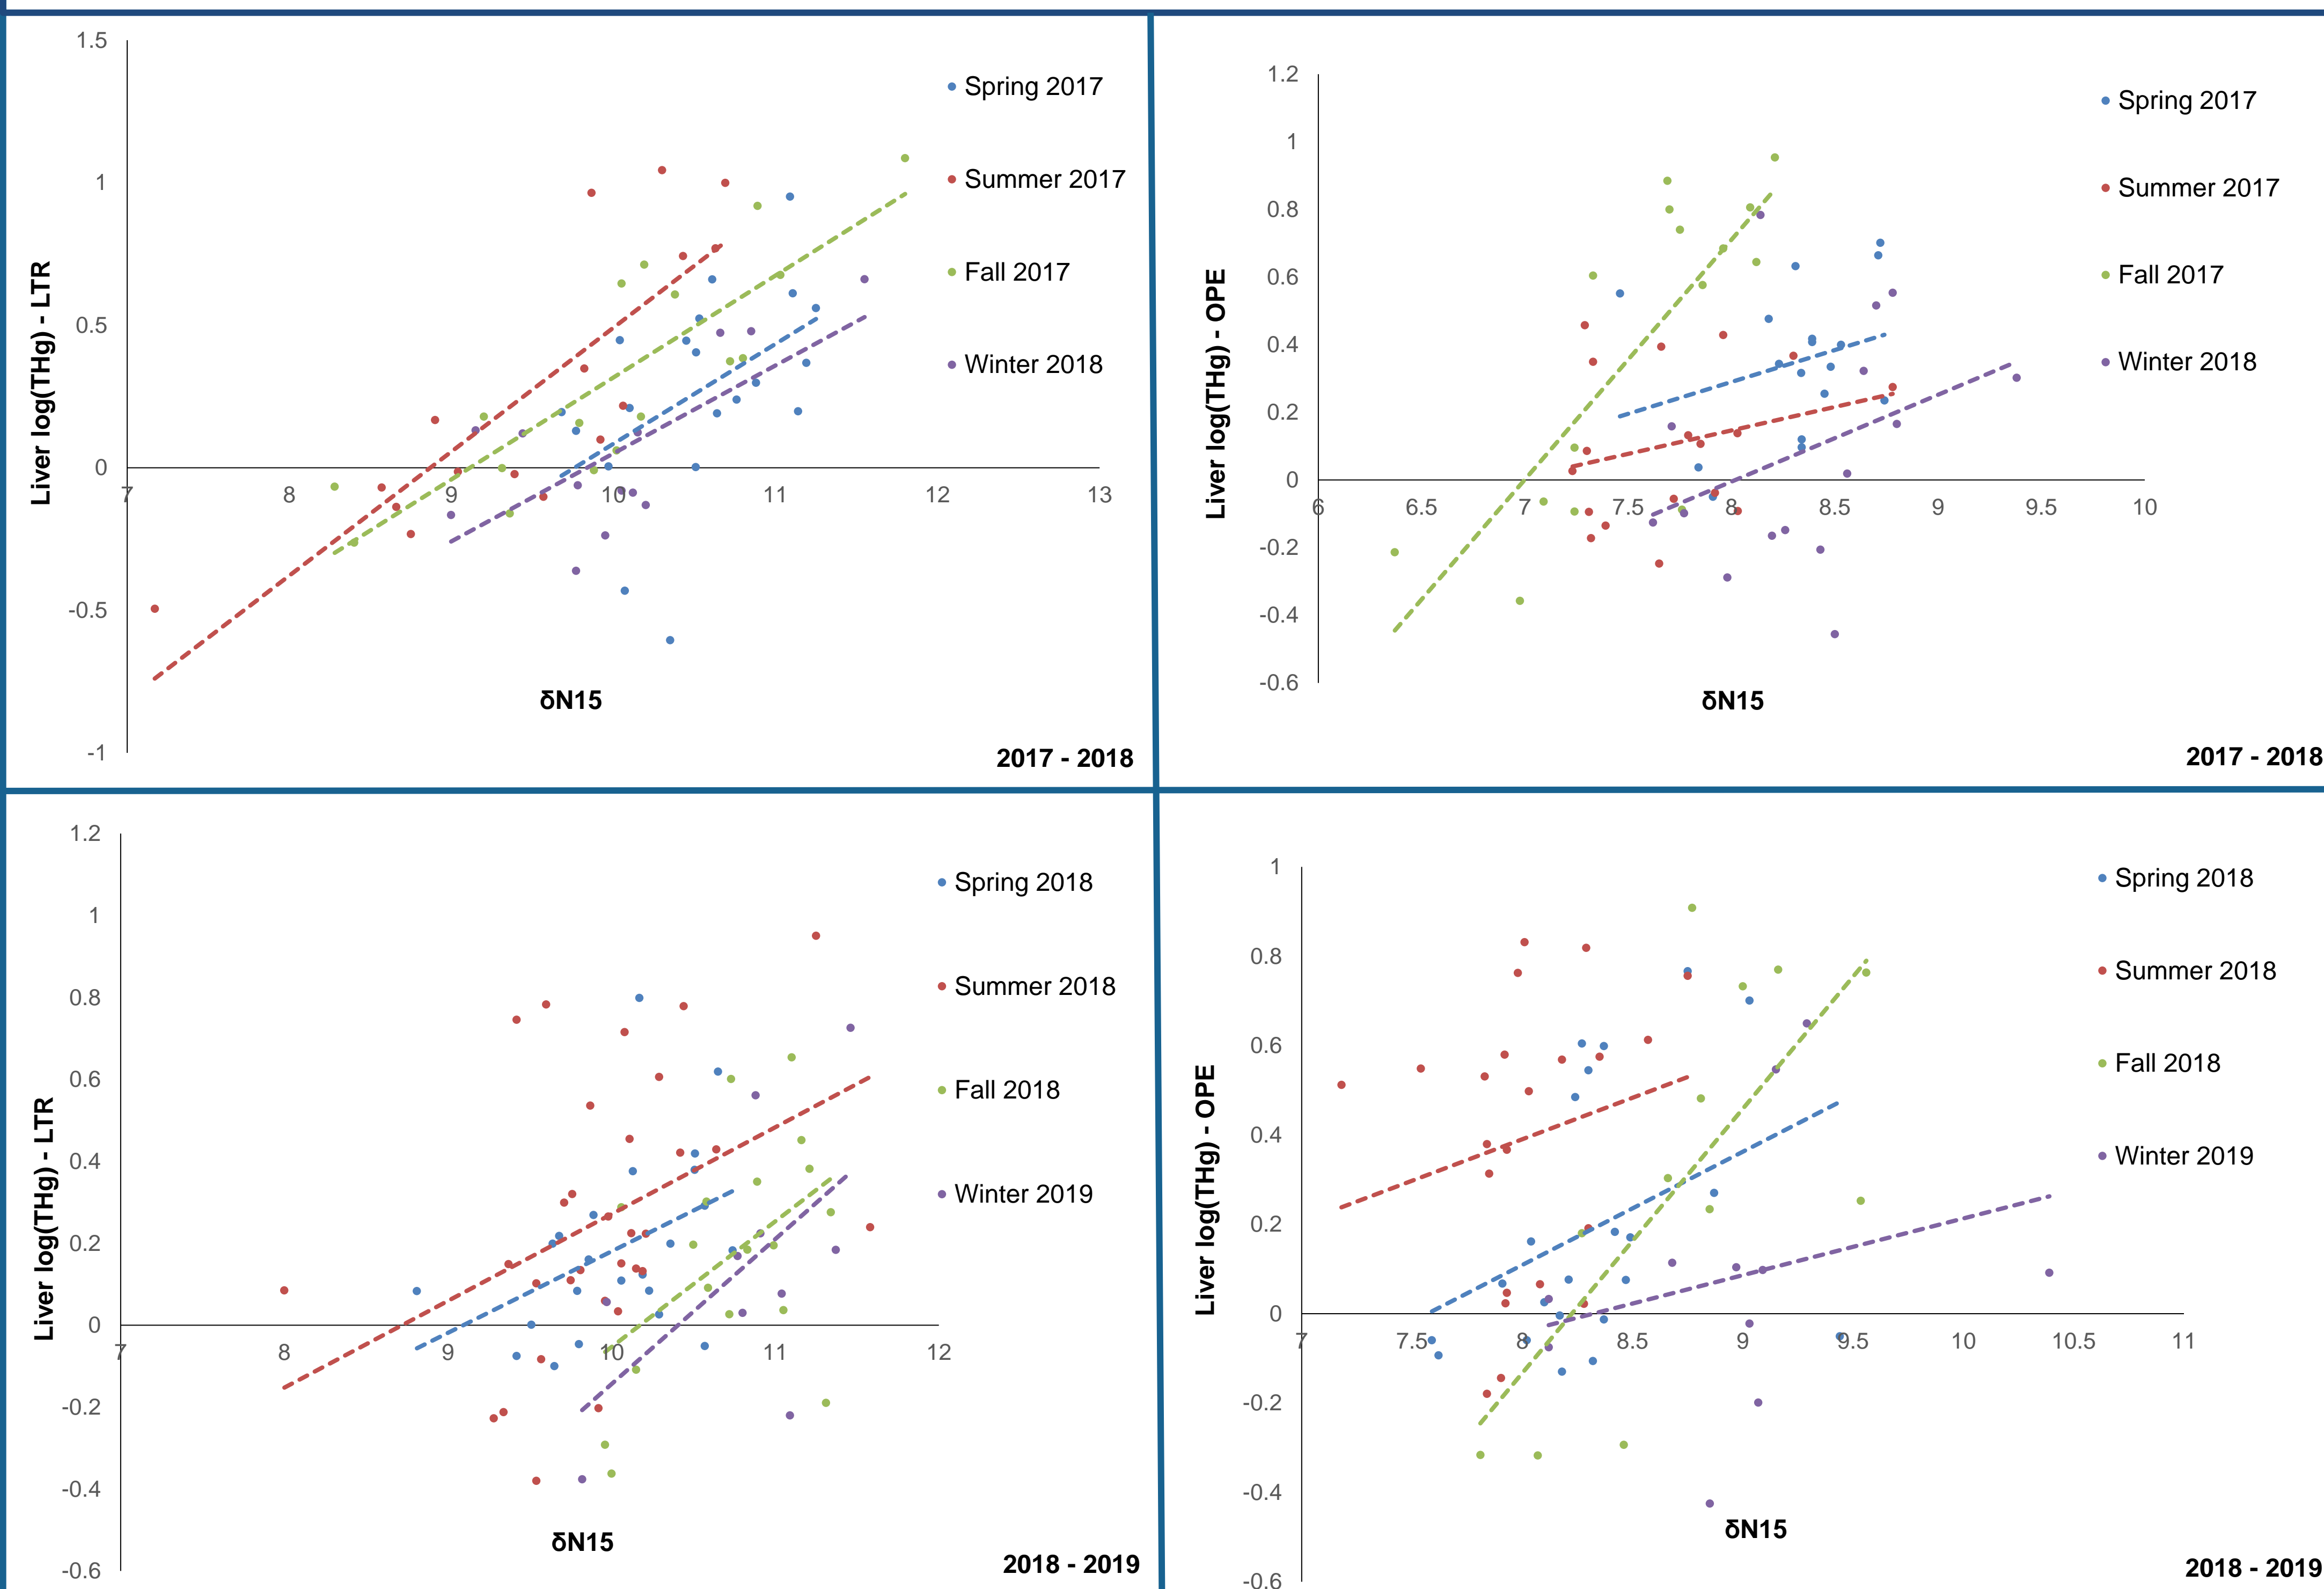 1.5
1
0.5
0
-0.5
-1
7
8
9
10
11
12
13
Liver log(THg) - LTR
δN15
Spring 2017
Summer 2017
Fall 2017
Winter 2018
2017 - 2018
1.2
1
0.8
0.6
0.4
0.2
0
-0.2
-0.4
-0.6
6
6.5
7
7.5
8
8.5
9
9.5
10
Liver log(THg) - OPE
δN15
Spring 2017
Summer 2017
Fall 2017
Winter 2018
2017 - 2018
1.2
1
0.8
0.6
0.4
0.2
0
-0.2
-0.4
-0.6
7
8
9
10
11
12
Liver log(THg) - LTR
δN15
Spring 2018
Summer 2018
Fall 2018
Winter 2019
2018 - 2019
1
0.8
0.6
0.4
0.2
0
-0.2
-0.4
-0.6
7
7.5
8
8.5
9
9.5
10
10.5
11
Liver log(THg) - OPE
δN15
Spring 2018
Summer 2018
Fall 2018
Winter 2019
2018 - 2019